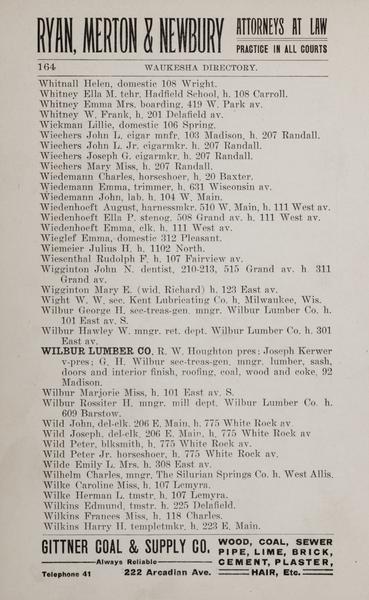 RYAN, MERTON & NEWBURY ATTORNEYS AT LAW
PRACTICE IN ALL COURTS
164 WAUKESHA DIRECTORY.
Whitnall Helen, domestic 108 Wright.
Whitney Ella M. tchr. Hadfield School, h. 108 Carroll.
Whitney Emma Mrs. boarding, 419 W. Park av.
Whitney W. Frank, h. 201 Delafield av.
Wickman Lillie, domestic 106 Spring.
Wiechers John L. cigar mnfr, 103 Madison, h. 207 Randall.
Wiechers John L. Jr. cigarmkr. h. 207 Randall.
Wiechers Joseph G. cigarmkr. h. 207 Randall.
Wiechers Mary Miss, h. 207 Randall.
Wiedemann Charles, horseshoer, h. 20 Baxter.
Wiedemann Emma, trimmer, h. 631 Wisconsin av.
Wiedemann John, lab. h. 104 W. Main.
Wiedenhoeft August, harnessmkr. 510 W. Main, h. 111 West av.
Wiedenhoeft Ella P. stenog. 508 Grand av. h. 111 West av.
Wiedenhoeft Emma, clk. h. 111 West av.
Wieglef Emma, domestic 312 Pleasant.
Wiemeier Julius H. h. 1102 North.
Wiesenthal Rudolph F. h. 107 Fairview av.
Wigginton John N. dentist, 210-213, 515 Grand av. h. 311
Grand av.
Wigginton Mary E. (wid. Richard) h. 123 East av.
Wight W. W. sec. Kent Lubricating Co. h. Milwaukee, Wis.
Wilbur George H. sec-treas-gen. mngr. Wilbur Lumber Co. h.
101 East av. S.
Wilbur Hawley W. mngr. ret. dept. Wilbur Lumber Co. h. 301
East av.
WILBUR LUMBER CO. R. W. Houghton pres; Joseph Kerwer
v-pres; G. H. Wilbur sec-treas-gen. mngr. lumber, sash,
doors and interior finish, roofing, coal, wood and coke, 92
Madison.
Wilbur Marjorie Miss, h. 101 East av. S.
Wilbur Rossiter H. mngr. mill dept. Wilbur Lumber Co. h.
609 Barstow.
Wild John, del-clk. 206 E. Main, h. 775 White Rock av
Wild Joseph, del-clk. 206 E. Main, h. 775 White Rock av
Wild Peter, blksmith, h. 775 White Rock av.
Wild Peter Jr. horseshoer, h. 775 White Rock av.
Wilde Emily L. Mrs. h. 308 East av.
Wilhelm Charles, mngr. The Silurian Springs Co. h. West Allis.
Wilke Caroline Miss, h. 107 Lemyra.
Wilke Herman L. tmstr. h. 107 Lemyra.
Wilkins Edmund, tmstr. h. 225 Delafield.
Wilkins Frances Miss, h. 118 Charles.
Wilkins Harry H. templetmkr. h. 223 E. Main.
GITTNER COAL & SUPPLY CO. WOOD, COAL, SEWER
PIPE, LIME, BRICK,
Always Reliable CEMENT, PLASTER,
Telephone 41 222 Arcadian Ave. HAIR, Etc.